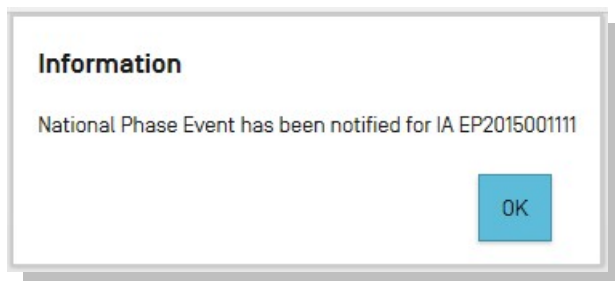 Information
National Phase Event has been notified for IA EP2015001111
OK